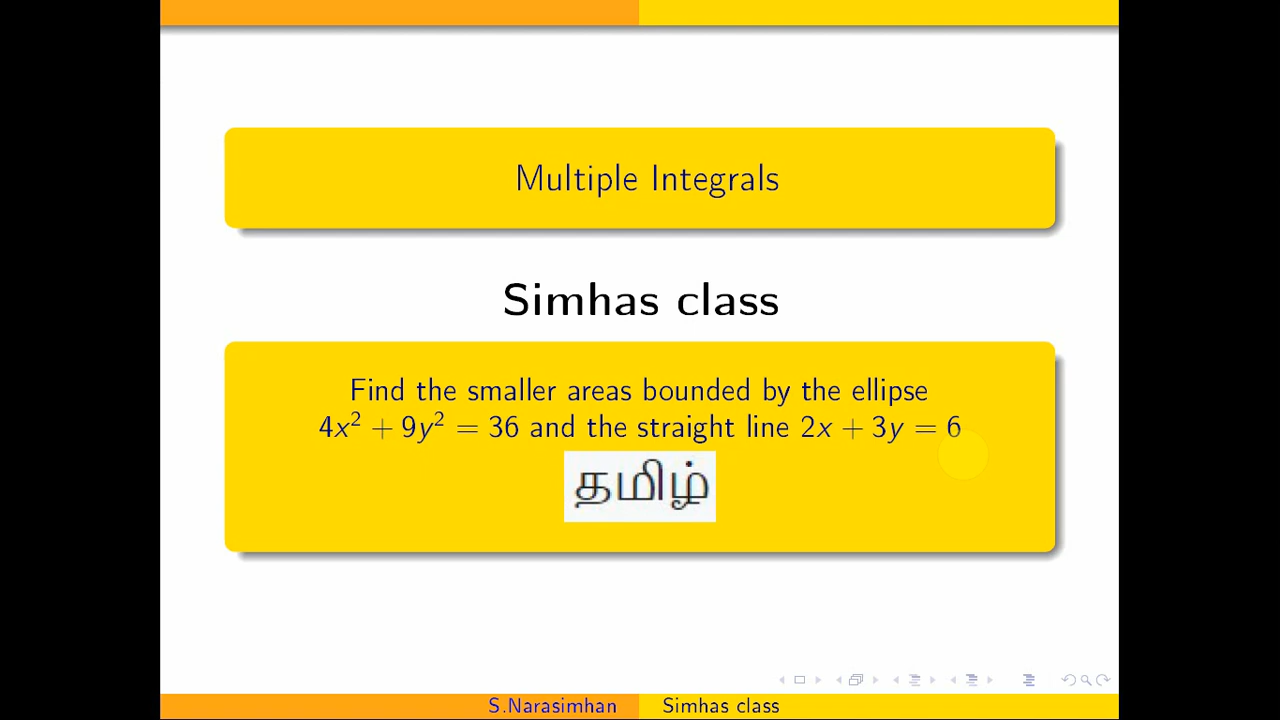 Multiple Integrals
Simhas class
Find the smaller areas bounded by the ellipse
4x² + 9y² = 36 and the straight line 2x + 3y = 6
தமிழ்
S.Narasimhan Simhas class